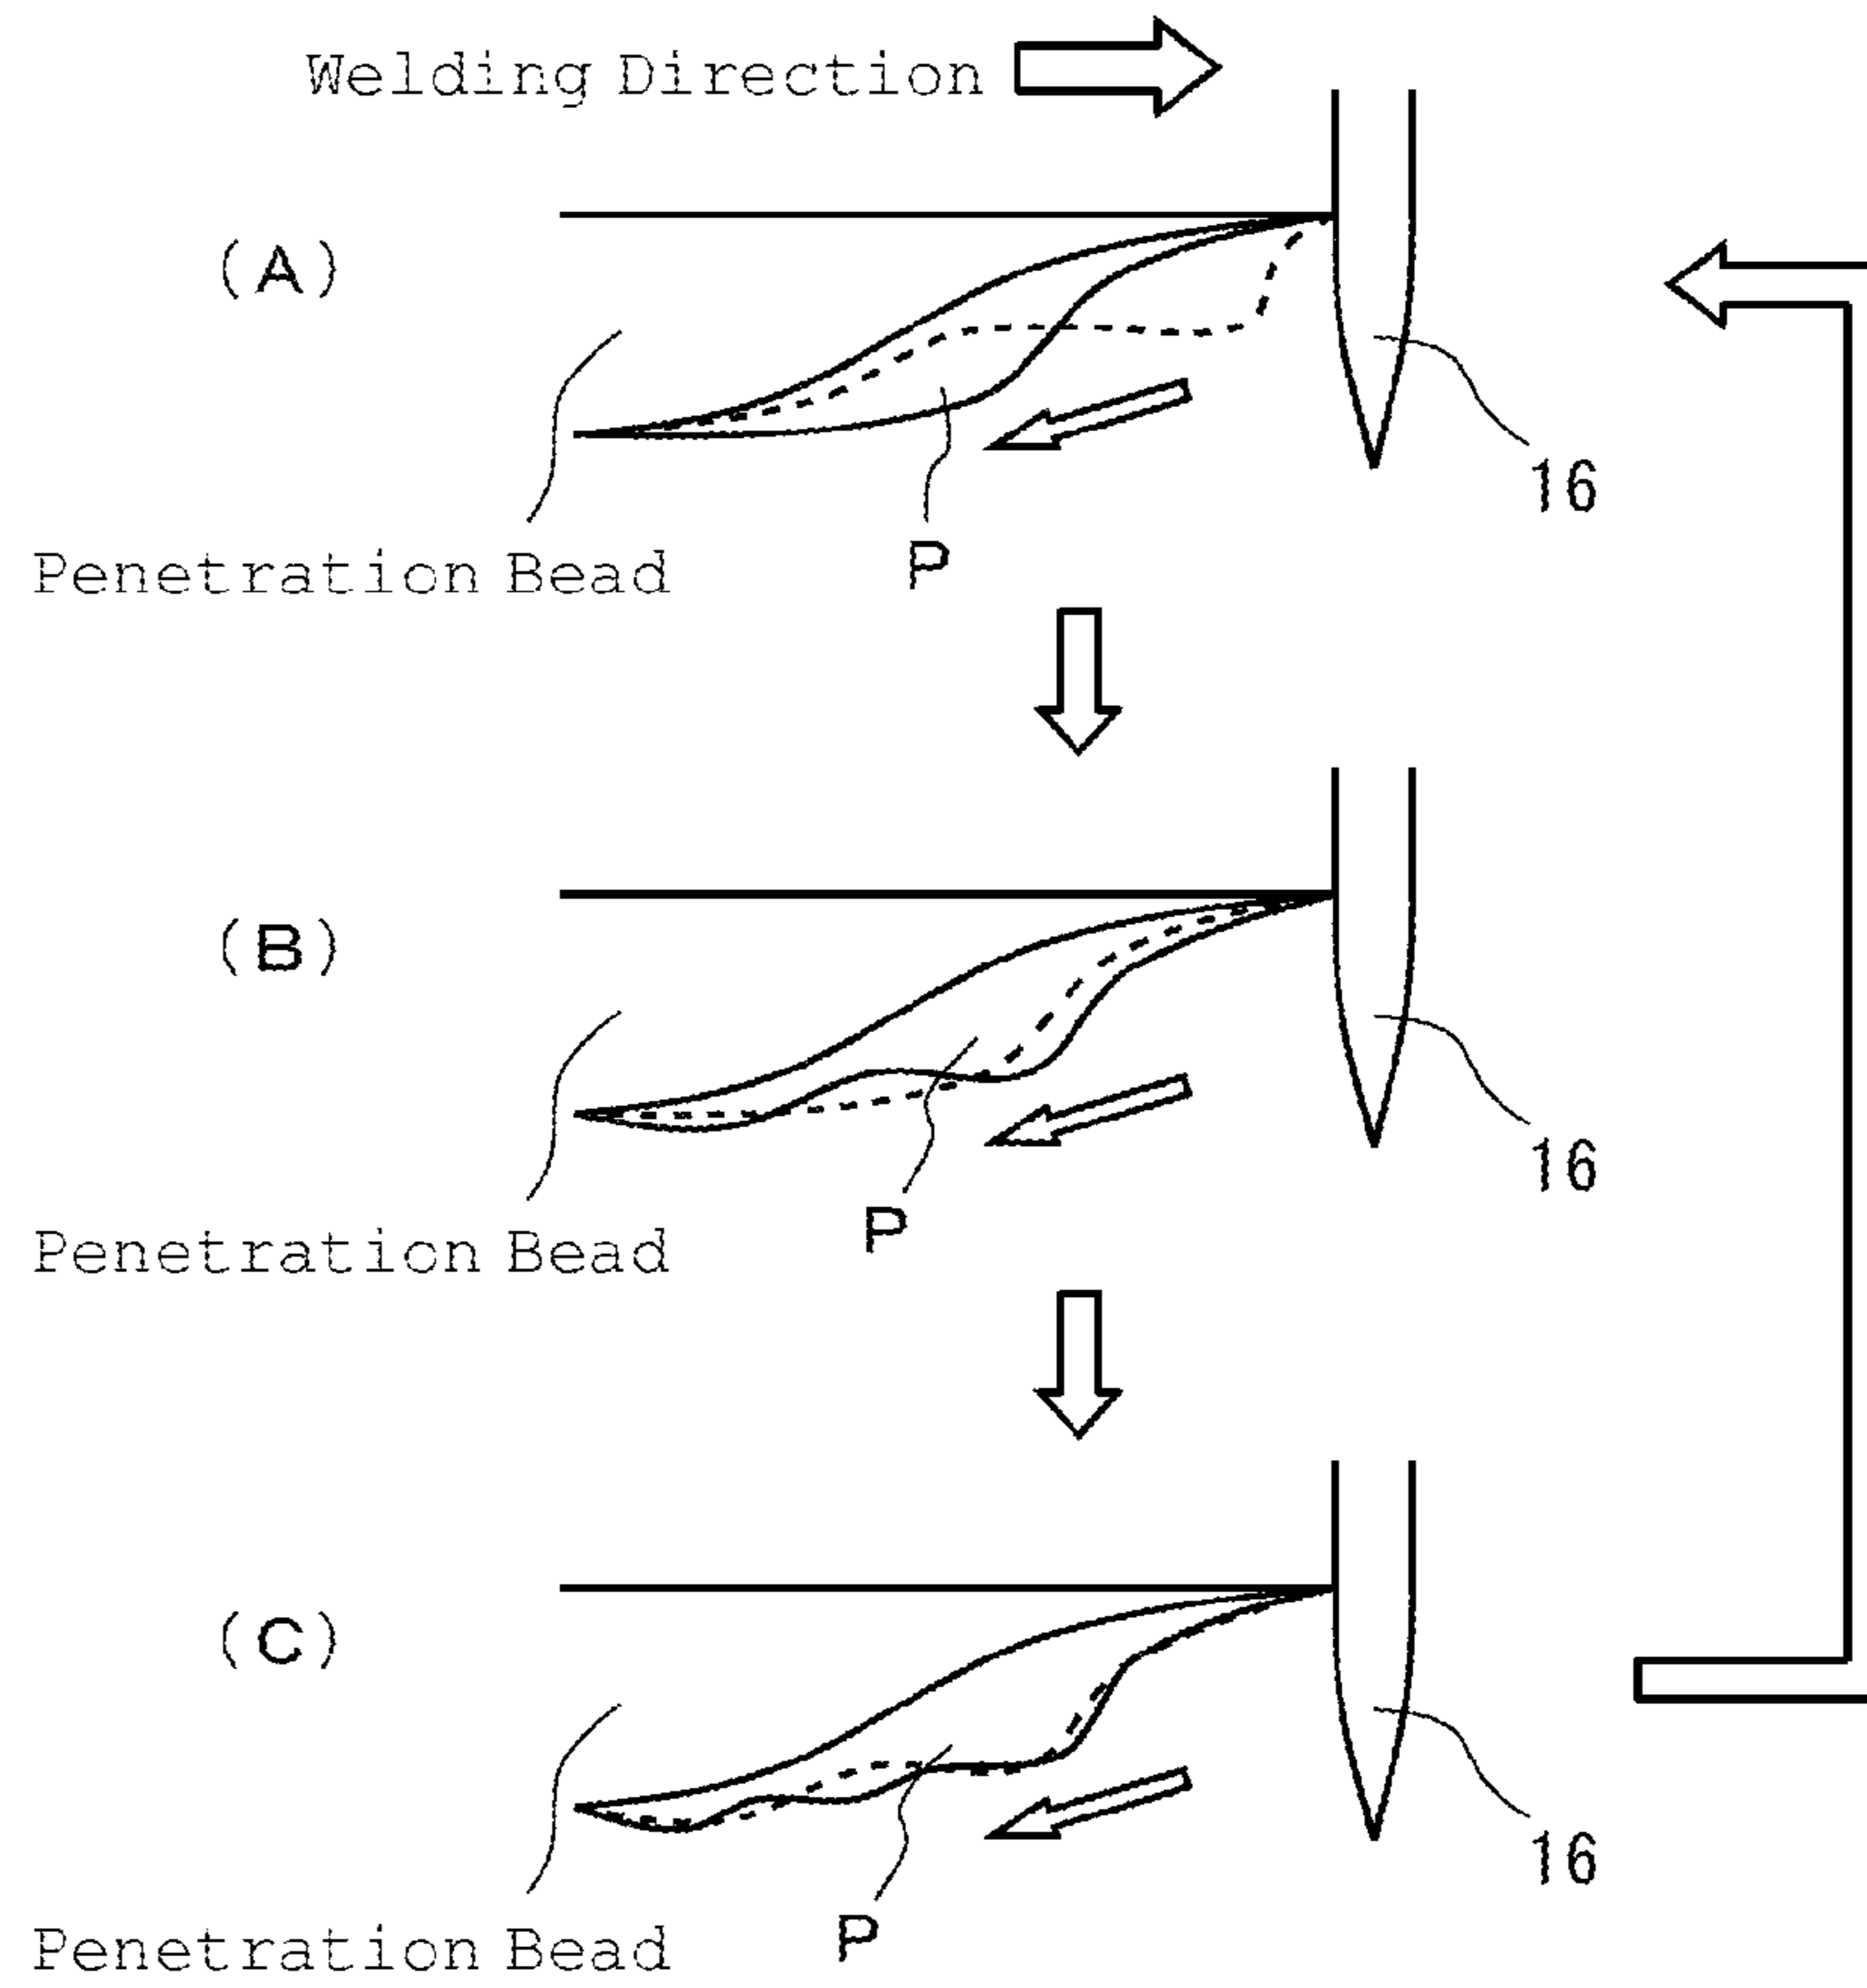 Welding Direction
(A)
16
Penetration Bead
P
(B)
16
Penetration Bead
P
(C)
16
Penetration Bead
P